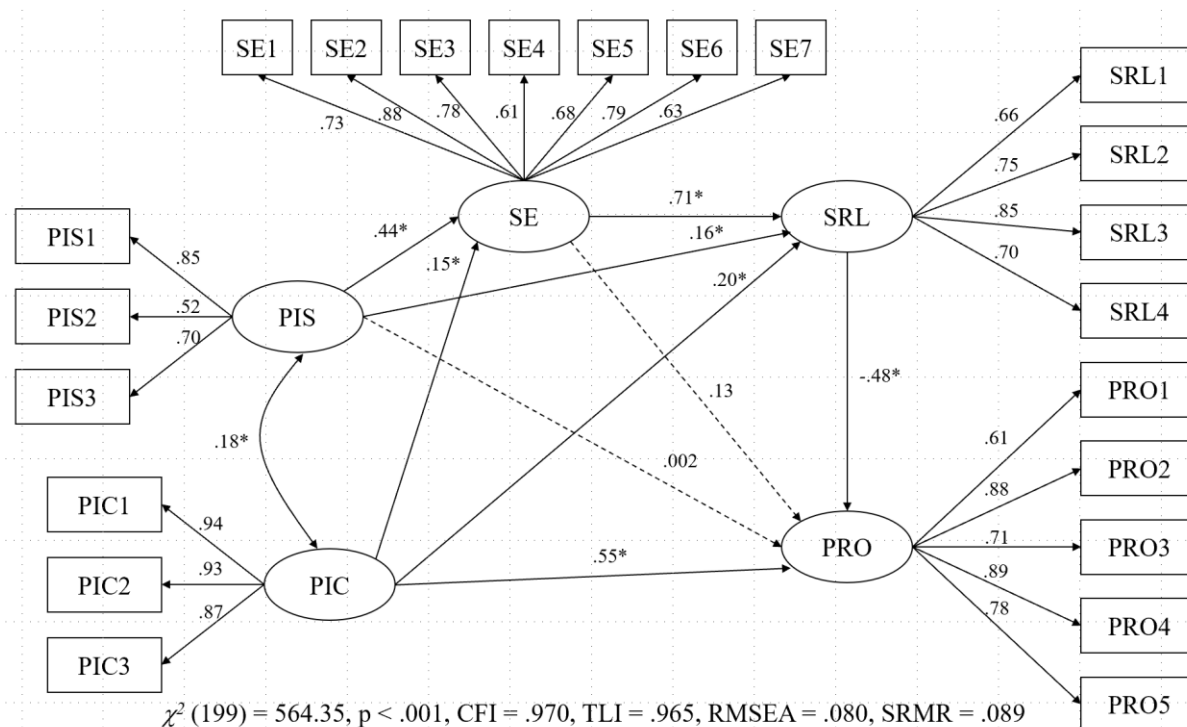 SE1 SE2 SE3 SE4 SE5 SE6 SE7
.73 .88 .78 .61 .68 .79 .63
SRL1
SRL2
SRL3
SRL4
.66
.75
.85
.70
SE
.71*
SRL
.44*
.15*
.16*
.20*
PIS1
PIS2
PIS3
.85
.52
.70
PIS
.18*
.13
-.48*
.002
PRO1
PRO2
PRO3
PRO4
PRO5
.61
.88
.71
.89
.78
PIC1
PIC2
PIC3
.94
.93
.87
PIC
.55*
PRO
χ² (199) = 564.35, p < .001, CFI = .970, TLI = .965, RMSEA = .080, SRMR = .089